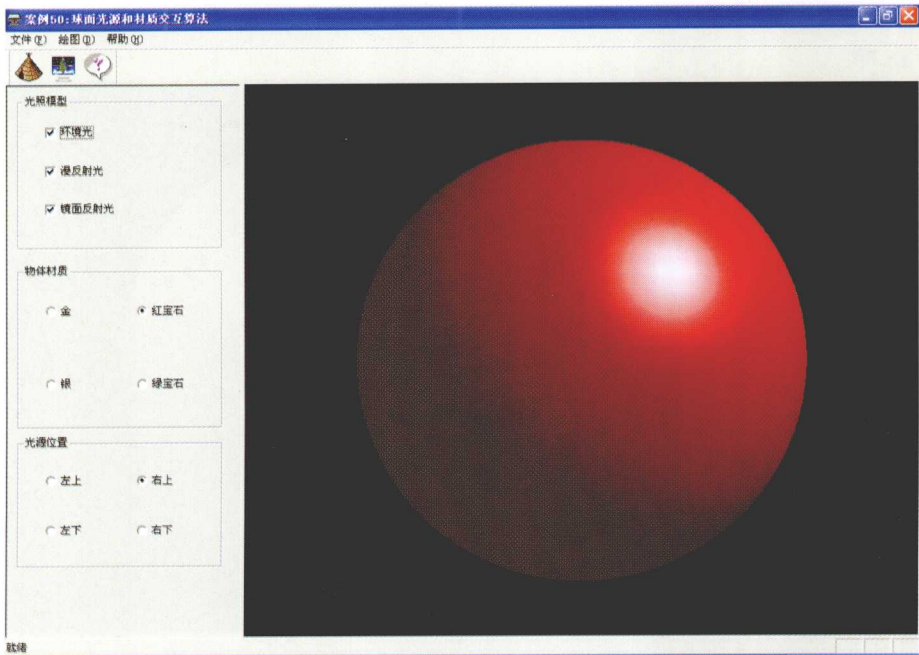 案例50:球面光源和材质交互算法
文件(F) 绘图(D) 帮助(H)
光照模型
环境光
漫反射光
镜面反射光
物体材质
金 红宝石
银 绿宝石
光源位置
左上 右上
左下 右下
就绪